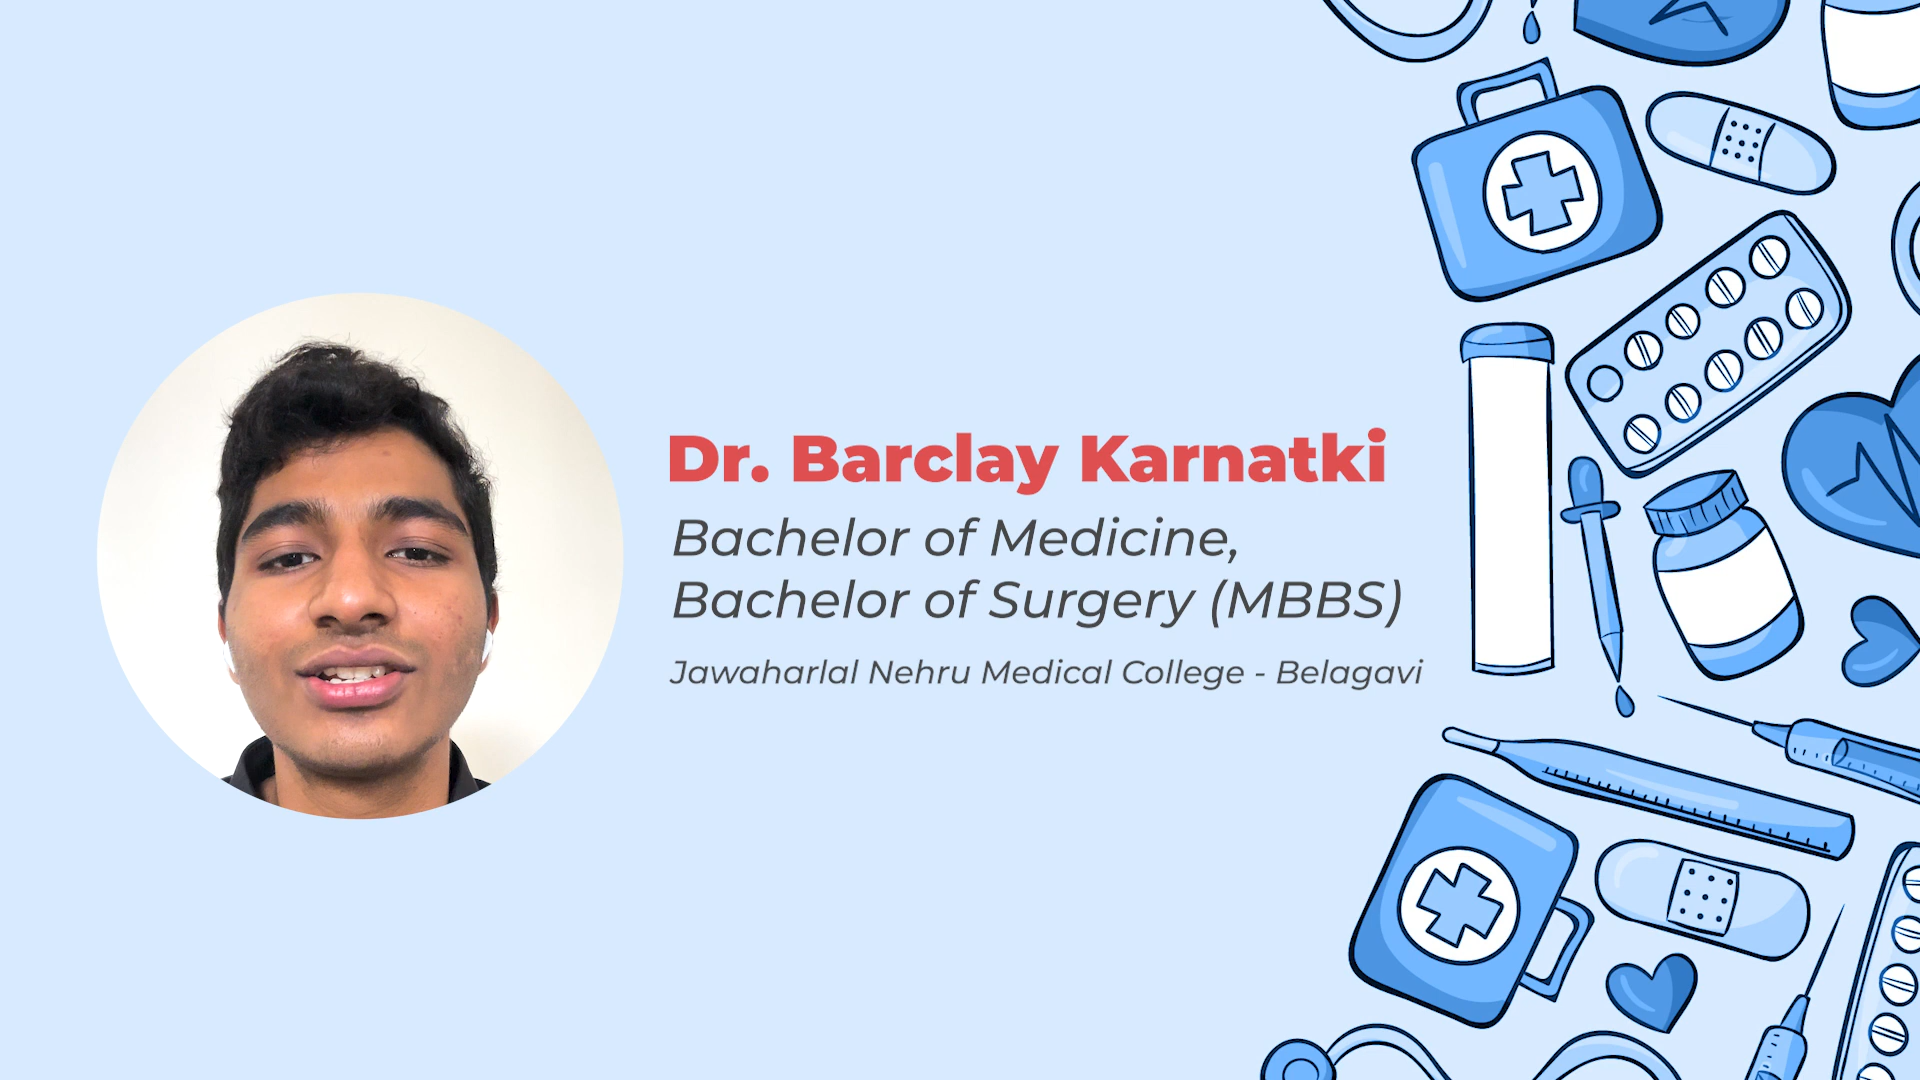 Dr. Barclay Karnatki
Bachelor of Medicine,
Bachelor of Surgery (MBBS)
Jawaharlal Nehru Medical College - Belagavi